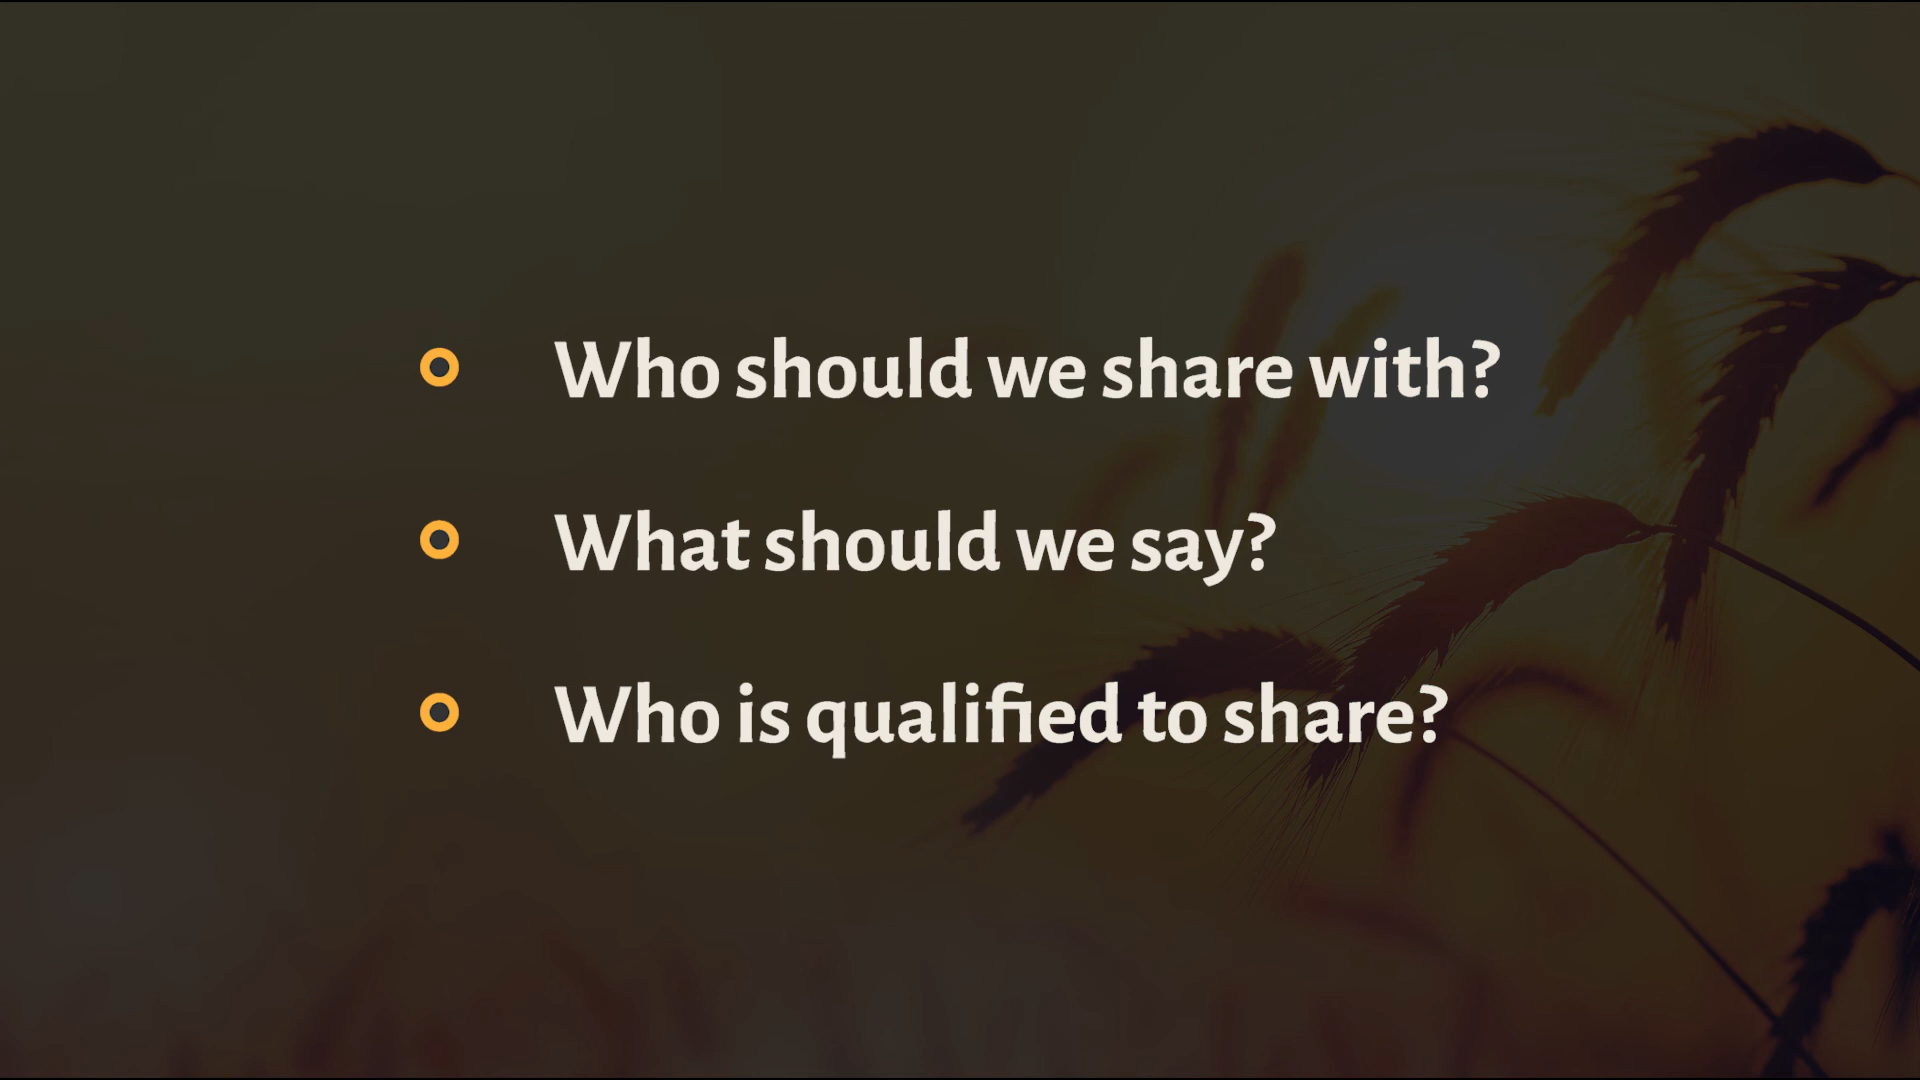 Who should we share with?
What should we say?
Who is qualified to share?